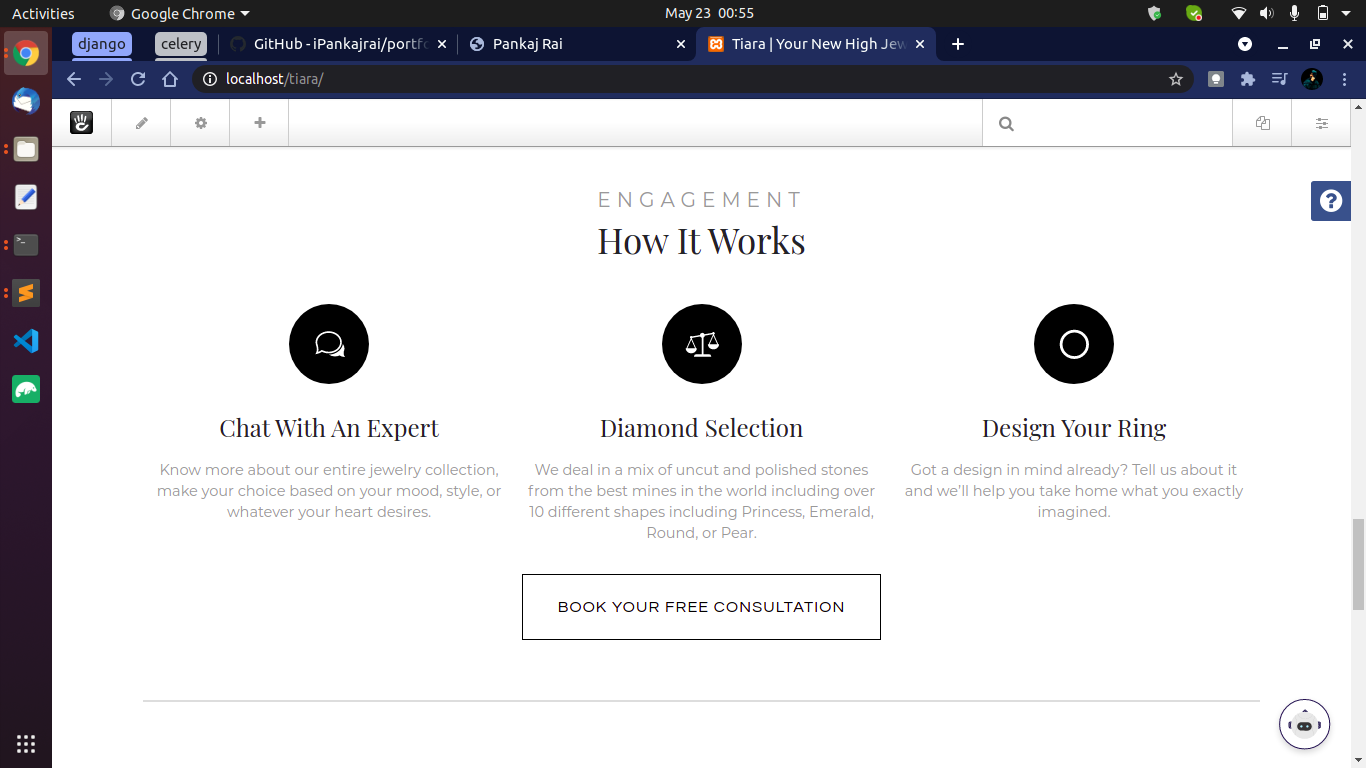 Activities
Google Chrome
May 23 00:55
django
celery
GitHub - iPankajrai/portfo
Pankaj Rai
Tiara | Your New High Jew
localhost/tiara/
ENGAGEMENT
How It Works
Chat With An Expert
Know more about our entire jewelry collection,
make your choice based on your mood, style, or
whatever your heart desires.
Diamond Selection
We deal in a mix of uncut and polished stones
from the best mines in the world including over
10 different shapes including Princess, Emerald,
Round, or Pear.
Design Your Ring
Got a design in mind already? Tell us about it
and we’ll help you take home what you exactly
imagined.
BOOK YOUR FREE CONSULTATION